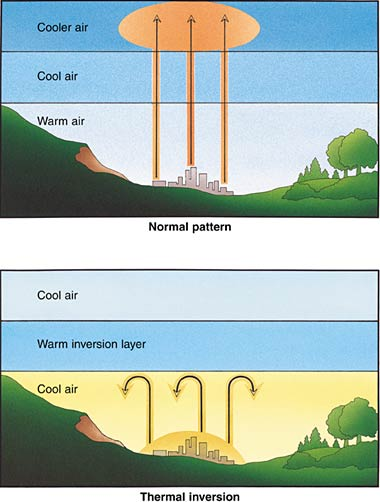 Cooler air
Cool air
Warm air
Normal pattern
Cool air
Warm inversion layer
Cool air
Thermal inversion